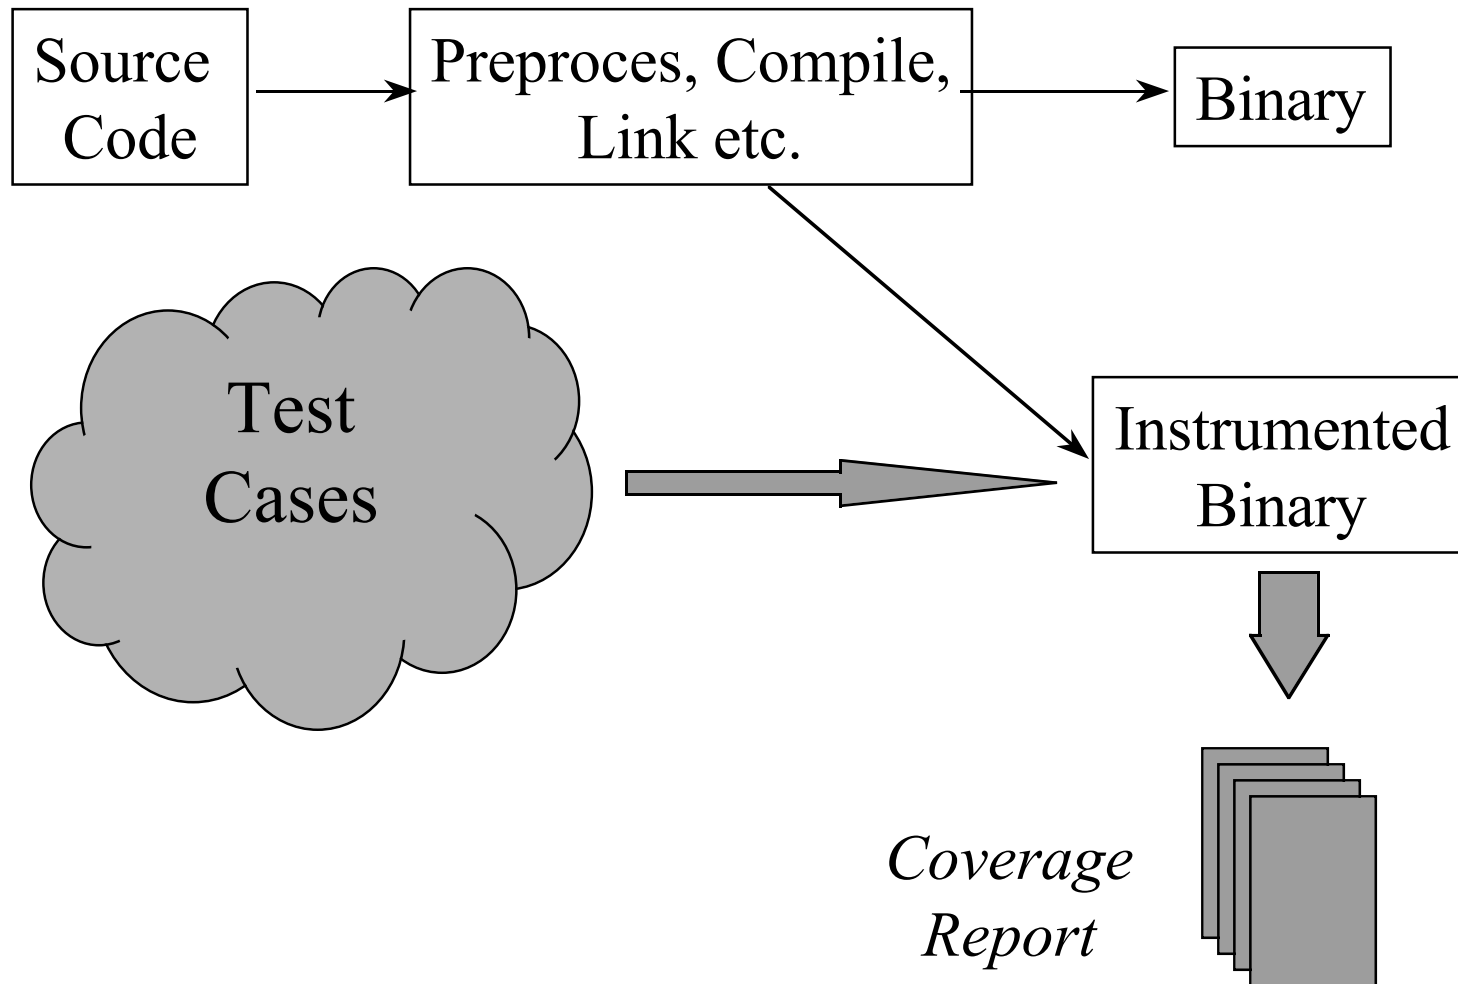 Source
Code
Preproces, Compile,
Link etc.
Binary
Test
Cases
Instrumented
Binary
Coverage
Report